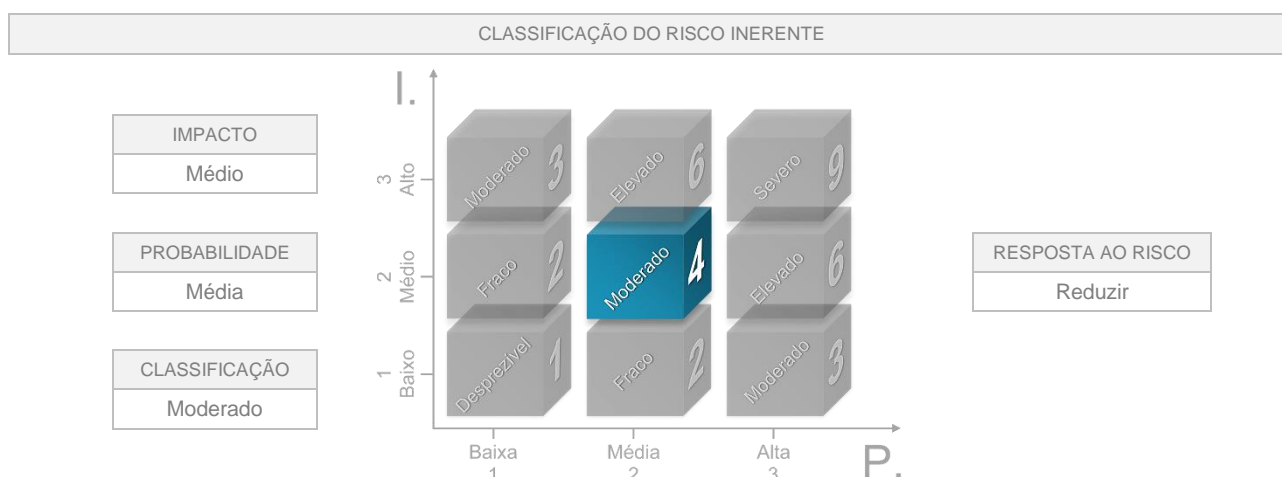 CLASSIFICAÇÃO DO RISCO INERENTE
IMPACTO
Médio
PROBABILIDADE
Média
CLASSIFICAÇÃO
Moderado
I.
3
Alto
2
Médio
1
Baixo
Moderado 3
Elevado 6
Severo 9
Fraco 2
Moderado 4
Elevado 6
Desprezível 1
Fraco 2
Moderado 3
Baixa
1
Média
2
Alta
3
P.
RESPOSTA AO RISCO
Reduzir